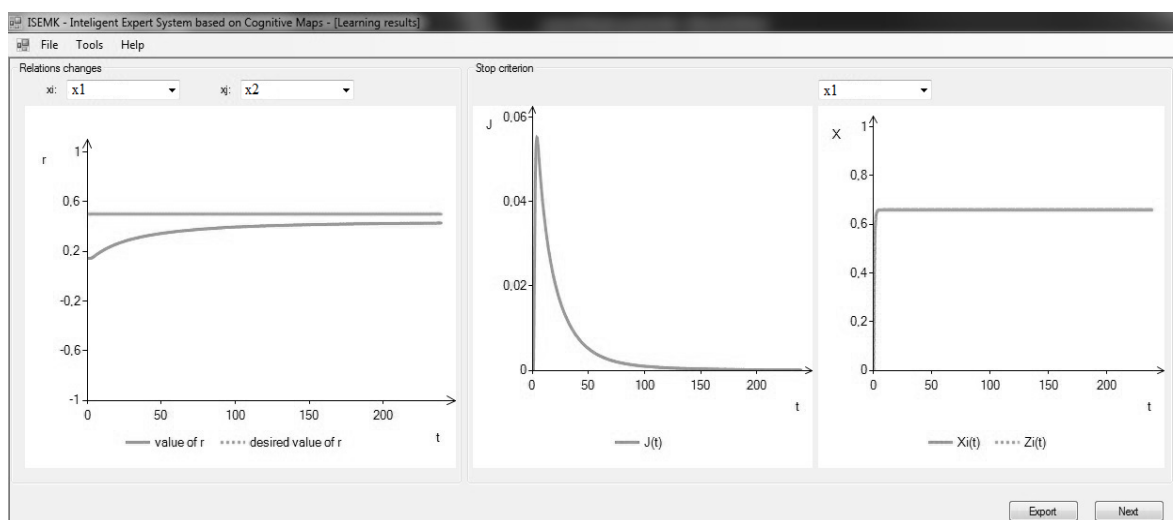 ISEMK - Inteligent Expert System based on Cognitive Maps - [Learning results]
File Tools Help
Relations changes
xi: x1 xj: x2
r
1
0,6
0,2
-0,2
-0,6
-1
0 50 100 150 200
t
value of r desired value of r
Stop criterion
x1
J
0,06
0,04
0,02
0
0 50 100 150 200
t
J(t)
X
1
0,8
0,6
0,4
0,2
0
0 50 100 150 200
t
Xi(t) Zi(t)
Export Next